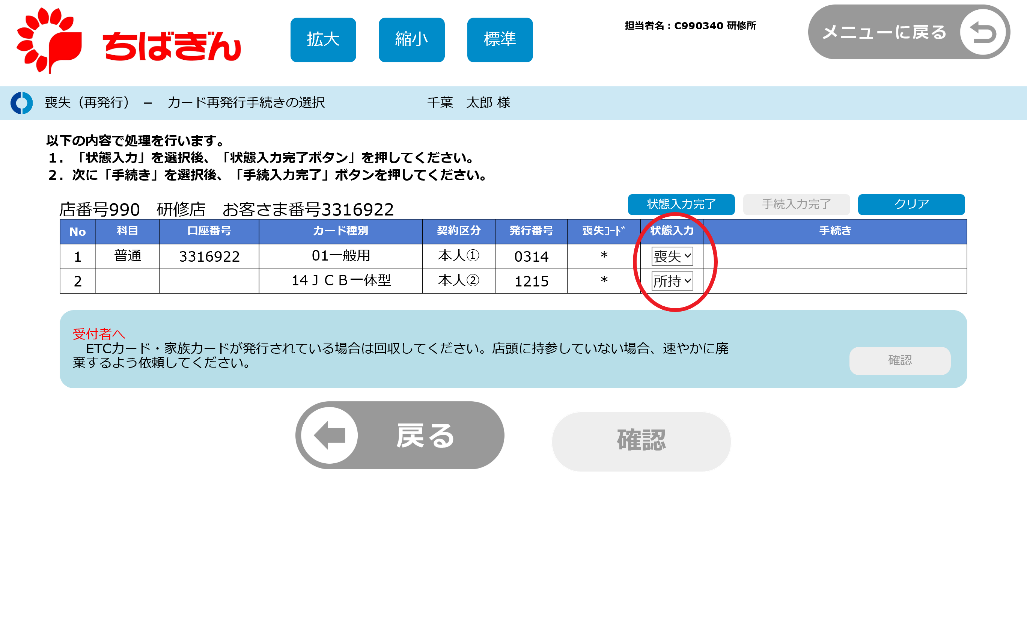 ちばぎん
拡大 縮小 標準
担当者名：C990340 研修所
メニューに戻る
喪失（再発行） － カード再発行手続きの選択 千葉 太郎 様
以下の内容で処理を行います。
１．「状態入力」を選択後、「状態入力完了ボタン」を押してください。
２．次に「手続き」を選択後、「手続入力完了」ボタンを押してください。
店番号990 研修店 お客さま番号3316922
状態入力完了 手続入力完了 クリア
No 科目 口座番号 カード種別 契約区分 発行番号 喪失ｺｰﾄﾞ 状態入力 手続き
1 普通 3316922 01一般用 本人① 0314 * 喪失
2 14ＪＣＢ一体型 本人② 1215 * 所持
受付者へ
ETCカード・家族カードが発行されている場合は回収してください。店頭に持参していない場合、速やかに廃
棄するよう依頼してください。
確認
戻る
確認